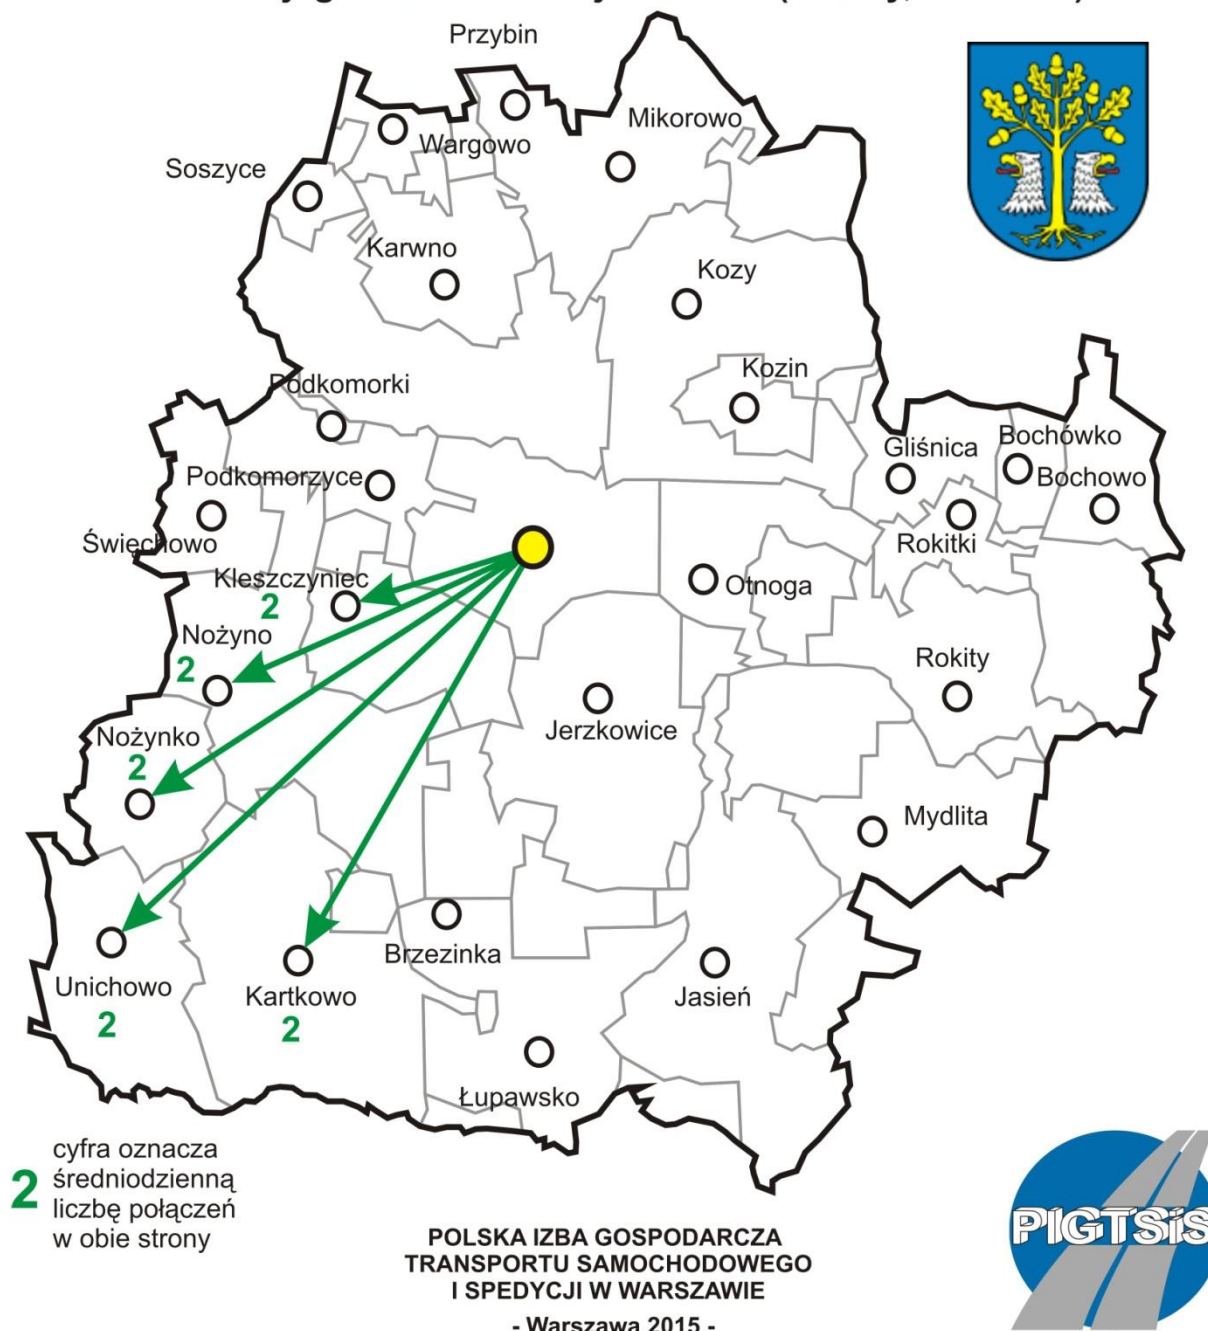 Przybin
Mikorowo
Wargowo
Soszyce
Karwno
Kozy
Kozin
Podkomorki
Gliśnica
Bochówko
Podkomorzyce
Bochowo
Święchowo
Rokitki
Kleszczyniec
2
Otnoga
Nożyno
2
Rokity
Nożynko
2
Jerzkowice
Mydlita
Brzezinka
Unichowo
2
Kartkowo
2
Jasień
Łupawsko
2
cyfra oznacza
średniodzienną
liczbę połączeń
w obie strony
POLSKA IZBA GOSPODARCZA
TRANSPORTU SAMOCHODOWEGO
I SPEDYCJI W WARSZAWIE
- Warszawa 2015 -
PIGTSiS